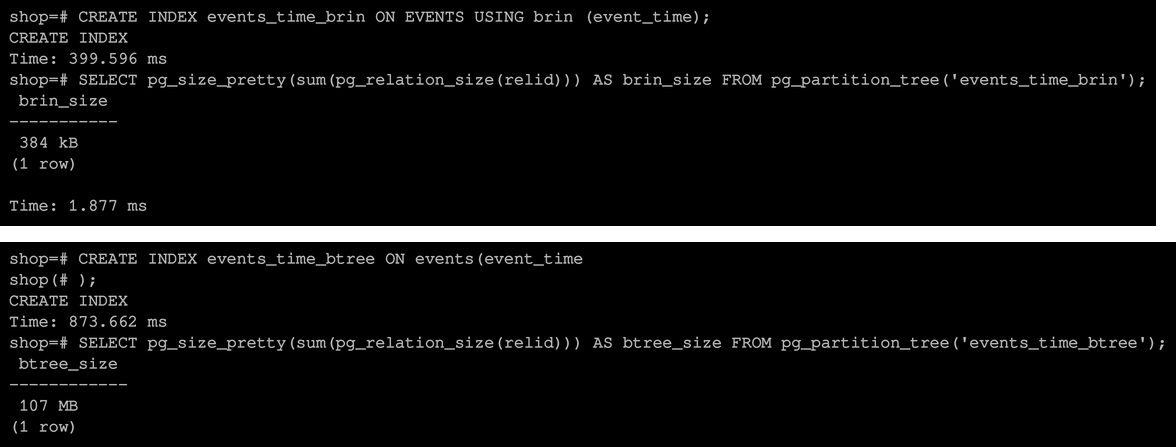 shop=# CREATE INDEX events_time_brin ON EVENTS USING brin (event_time);
CREATE INDEX
Time: 399.596 ms
shop=# SELECT pg_size_pretty(sum(pg_relation_size(relid))) AS brin_size FROM pg_partition_tree('events_time_brin');
 brin_size
-----------
 384 kB
(1 row)

Time: 1.877 ms
shop=# CREATE INDEX events_time_btree ON events(event_time
shop(# );
CREATE INDEX
Time: 873.662 ms
shop=# SELECT pg_size_pretty(sum(pg_relation_size(relid))) AS btree_size FROM pg_partition_tree('events_time_btree');
 btree_size
------------
 107 MB
(1 row)